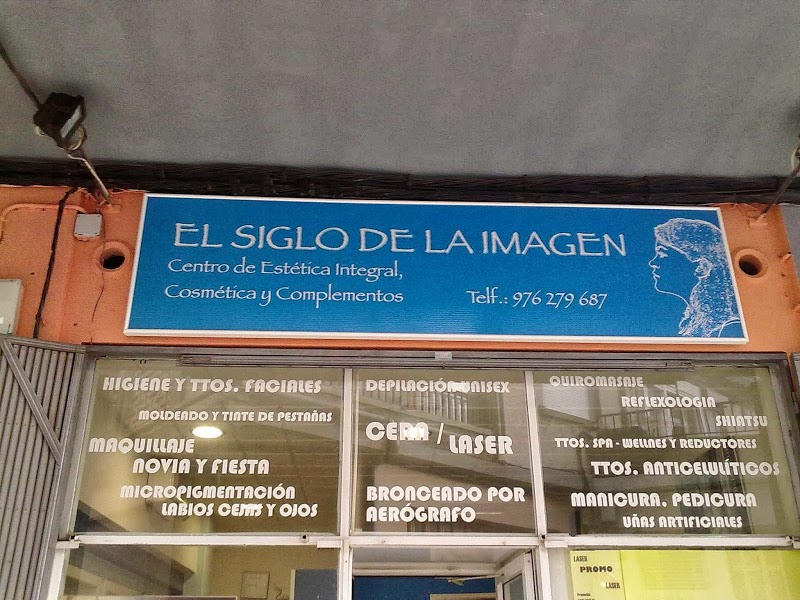 EL SIGLO DE LA IMAGEN
Centro de Estética Integral,
Cosmética y Complementos
Telf.: 976 279 687
HIGIENE Y TTOS. FACIALES
MOLDENDO Y TINTE DE PESTAÑAS
MAQUILLAJE
NOVIA Y FIESTA
MICROPIGMENTACIÓN
LABIOS CEJAS Y OJOS
DEPILACIÓN UNISEX
CERA / LASER
BRONCEADO POR
AERÓGRAFO
QUIROMASAJE
REFLEXOLOGIA
SHIATSU
TTOS. SPA - WELLNES Y REDUCTORES
TTOS. ANTICELULÍTICOS
MANICURA, PEDICURA
UÑAS ARTIFICIALES
LASER
PROMO
LASER